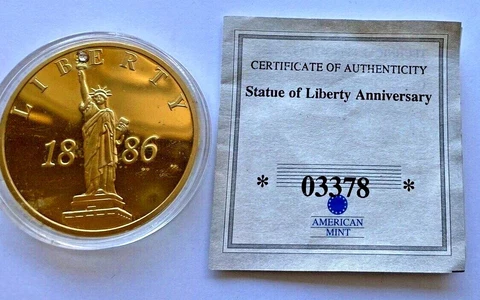 LIBERTY
18 86
CERTIFICATE OF AUTHENTICITY
Statue of Liberty Anniversary
* 03378 *
AMERICAN
MINT